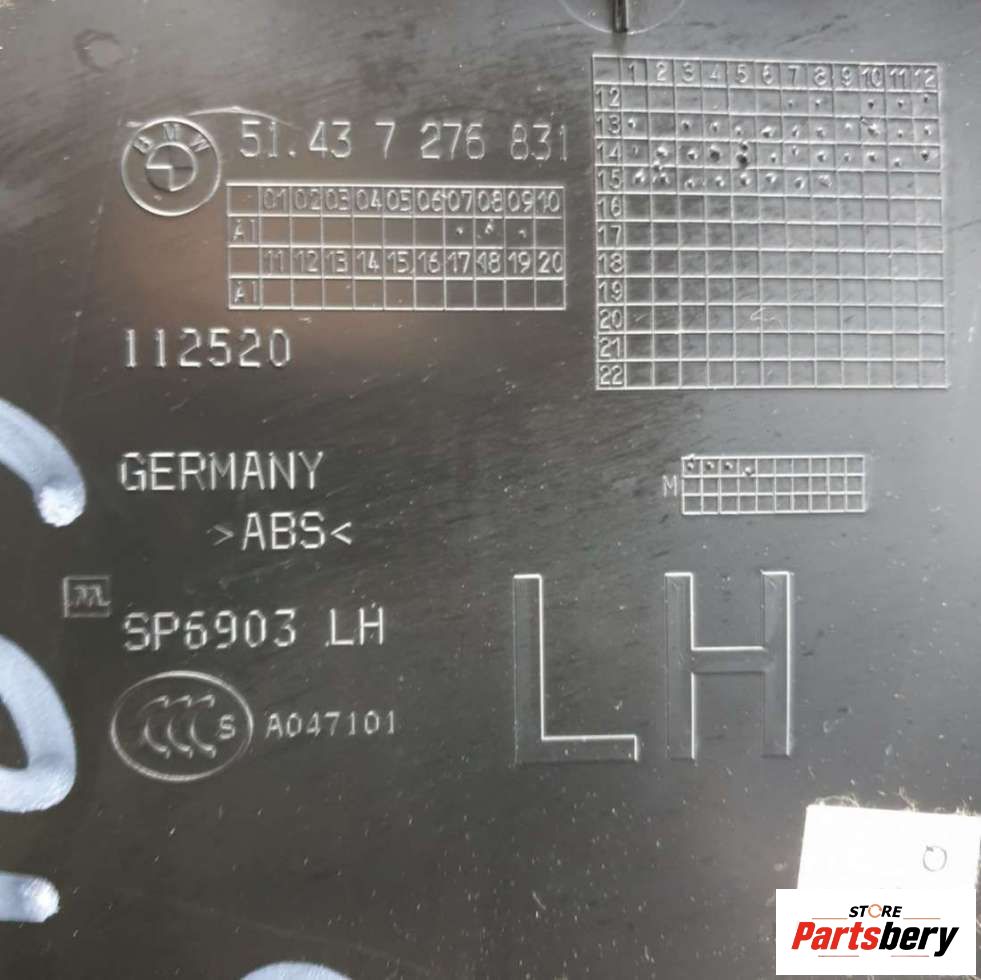 BMW
51.43 7 276 831
01 02 03 04 05 06 07 08 09 10
A1
11 12 13 14 15 16 17 18 19 20
A1
1 2 3 4 5 6 7 8 9 10 11 12
12
13
14
15
16
17
18
19
20
21
22
112520
GERMANY
>ABS<
M
SP6903 LH
CCC S
A047101
LH
STORE
Partsbery